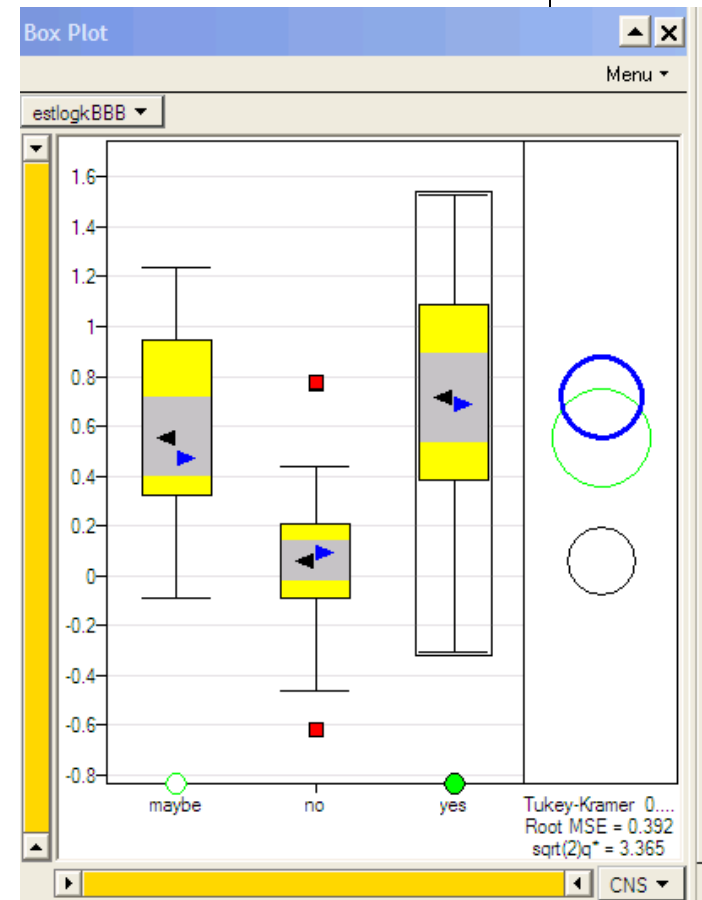 Box Plot
Menu
estlogkBBB
1.6
1.4
1.2
1
0.8
0.6
0.4
0.2
0
-0.2
-0.4
-0.6
-0.8
maybe no yes
Tukey-Kramer 0....
Root MSE = 0.392
sqrt(2)q* = 3.365
CNS